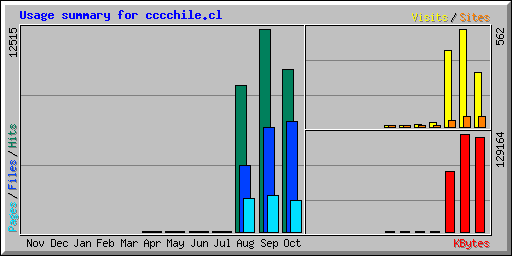 Usage summary for cccchile.cl
Visits/Sites
12515
562
Pages/Files/Hits
129164
Nov Dec Jan Feb Mar Apr May Jun Jul Aug Sep Oct
KBytes